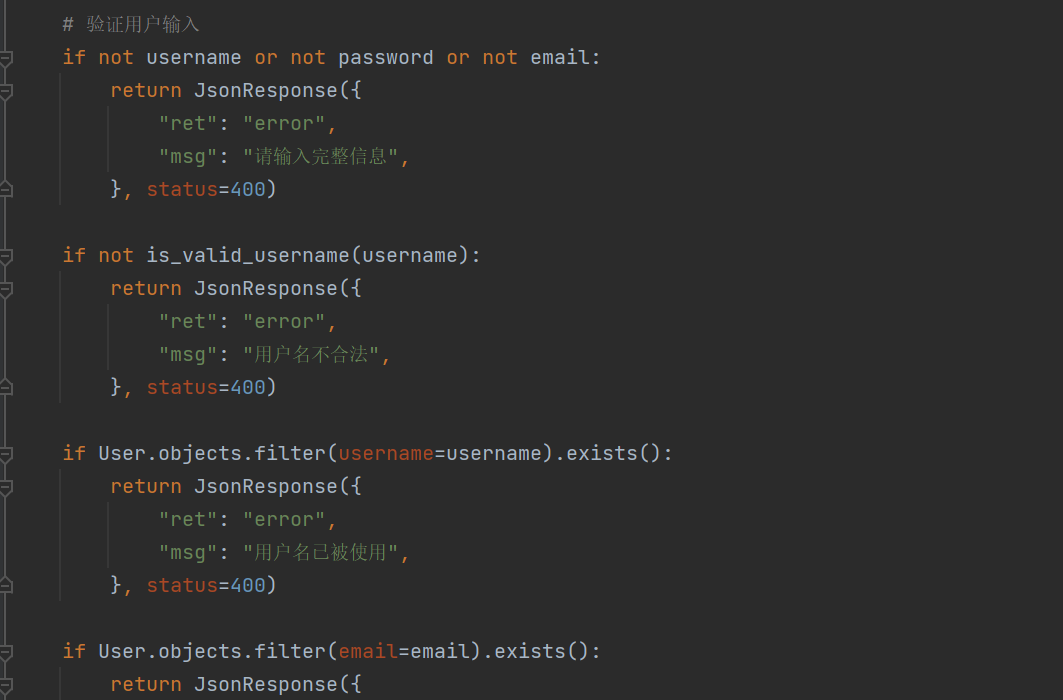 # 验证用户输入
if not username or not password or not email:
return JsonResponse({
"ret": "error",
"msg": "请输入完整信息",
}, status=400)
if not is_valid_username(username):
return JsonResponse({
"ret": "error",
"msg": "用户名不合法",
}, status=400)
if User.objects.filter(username=username).exists():
return JsonResponse({
"ret": "error",
"msg": "用户名已被使用",
}, status=400)
if User.objects.filter(email=email).exists():
return JsonResponse({